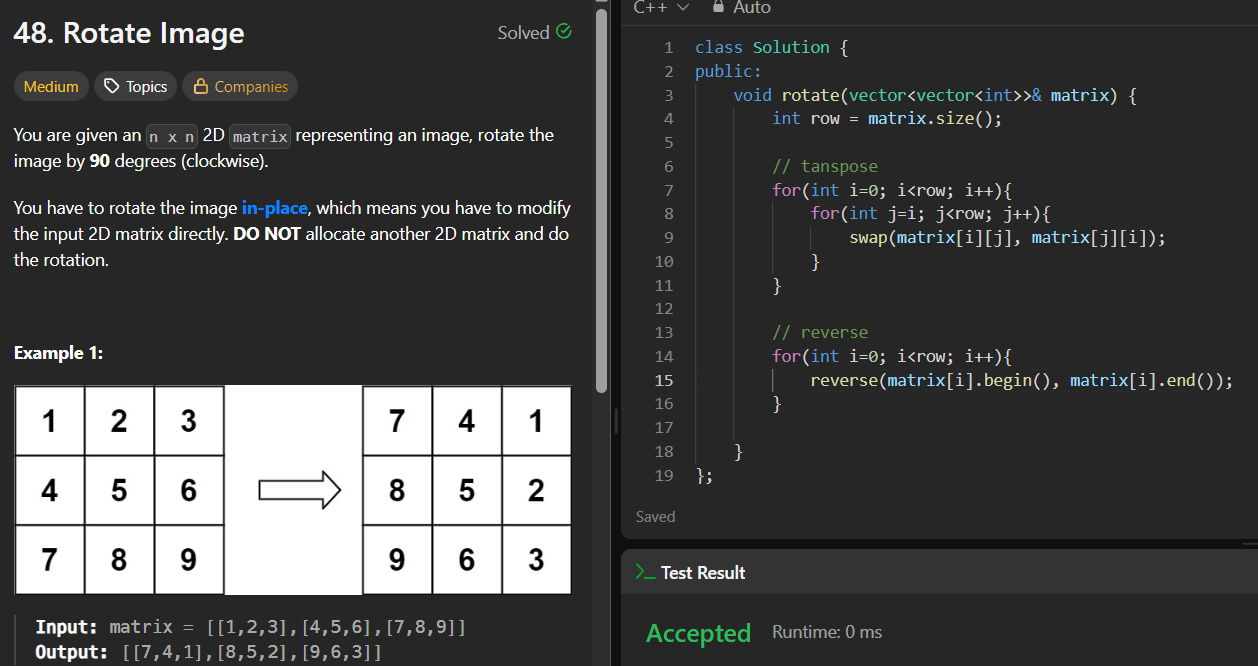 48. Rotate Image
Solved
Medium
Topics
Companies
You are given an n x n 2D matrix representing an image, rotate the
image by 90 degrees (clockwise).
You have to rotate the image in-place, which means you have to modify
the input 2D matrix directly. DO NOT allocate another 2D matrix and do
the rotation.
Example 1:
1 2 3
4 5 6
7 8 9
7 4 1
8 5 2
9 6 3
Input: matrix = [[1,2,3],[4,5,6],[7,8,9]]
Output: [[7,4,1],[8,5,2],[9,6,3]]
C++
Auto
1 class Solution {
2 public:
3     void rotate(vector<vector<int>>& matrix) {
4         int row = matrix.size();
5
6         // tanspose
7         for(int i=0; i<row; i++){
8             for(int j=i; j<row; j++){
9                 swap(matrix[i][j], matrix[j][i]);
10             }
11         }
12
13         // reverse
14         for(int i=0; i<row; i++){
15             reverse(matrix[i].begin(), matrix[i].end());
16         }
17
18     }
19 };
Saved
Test Result
Accepted
Runtime: 0 ms